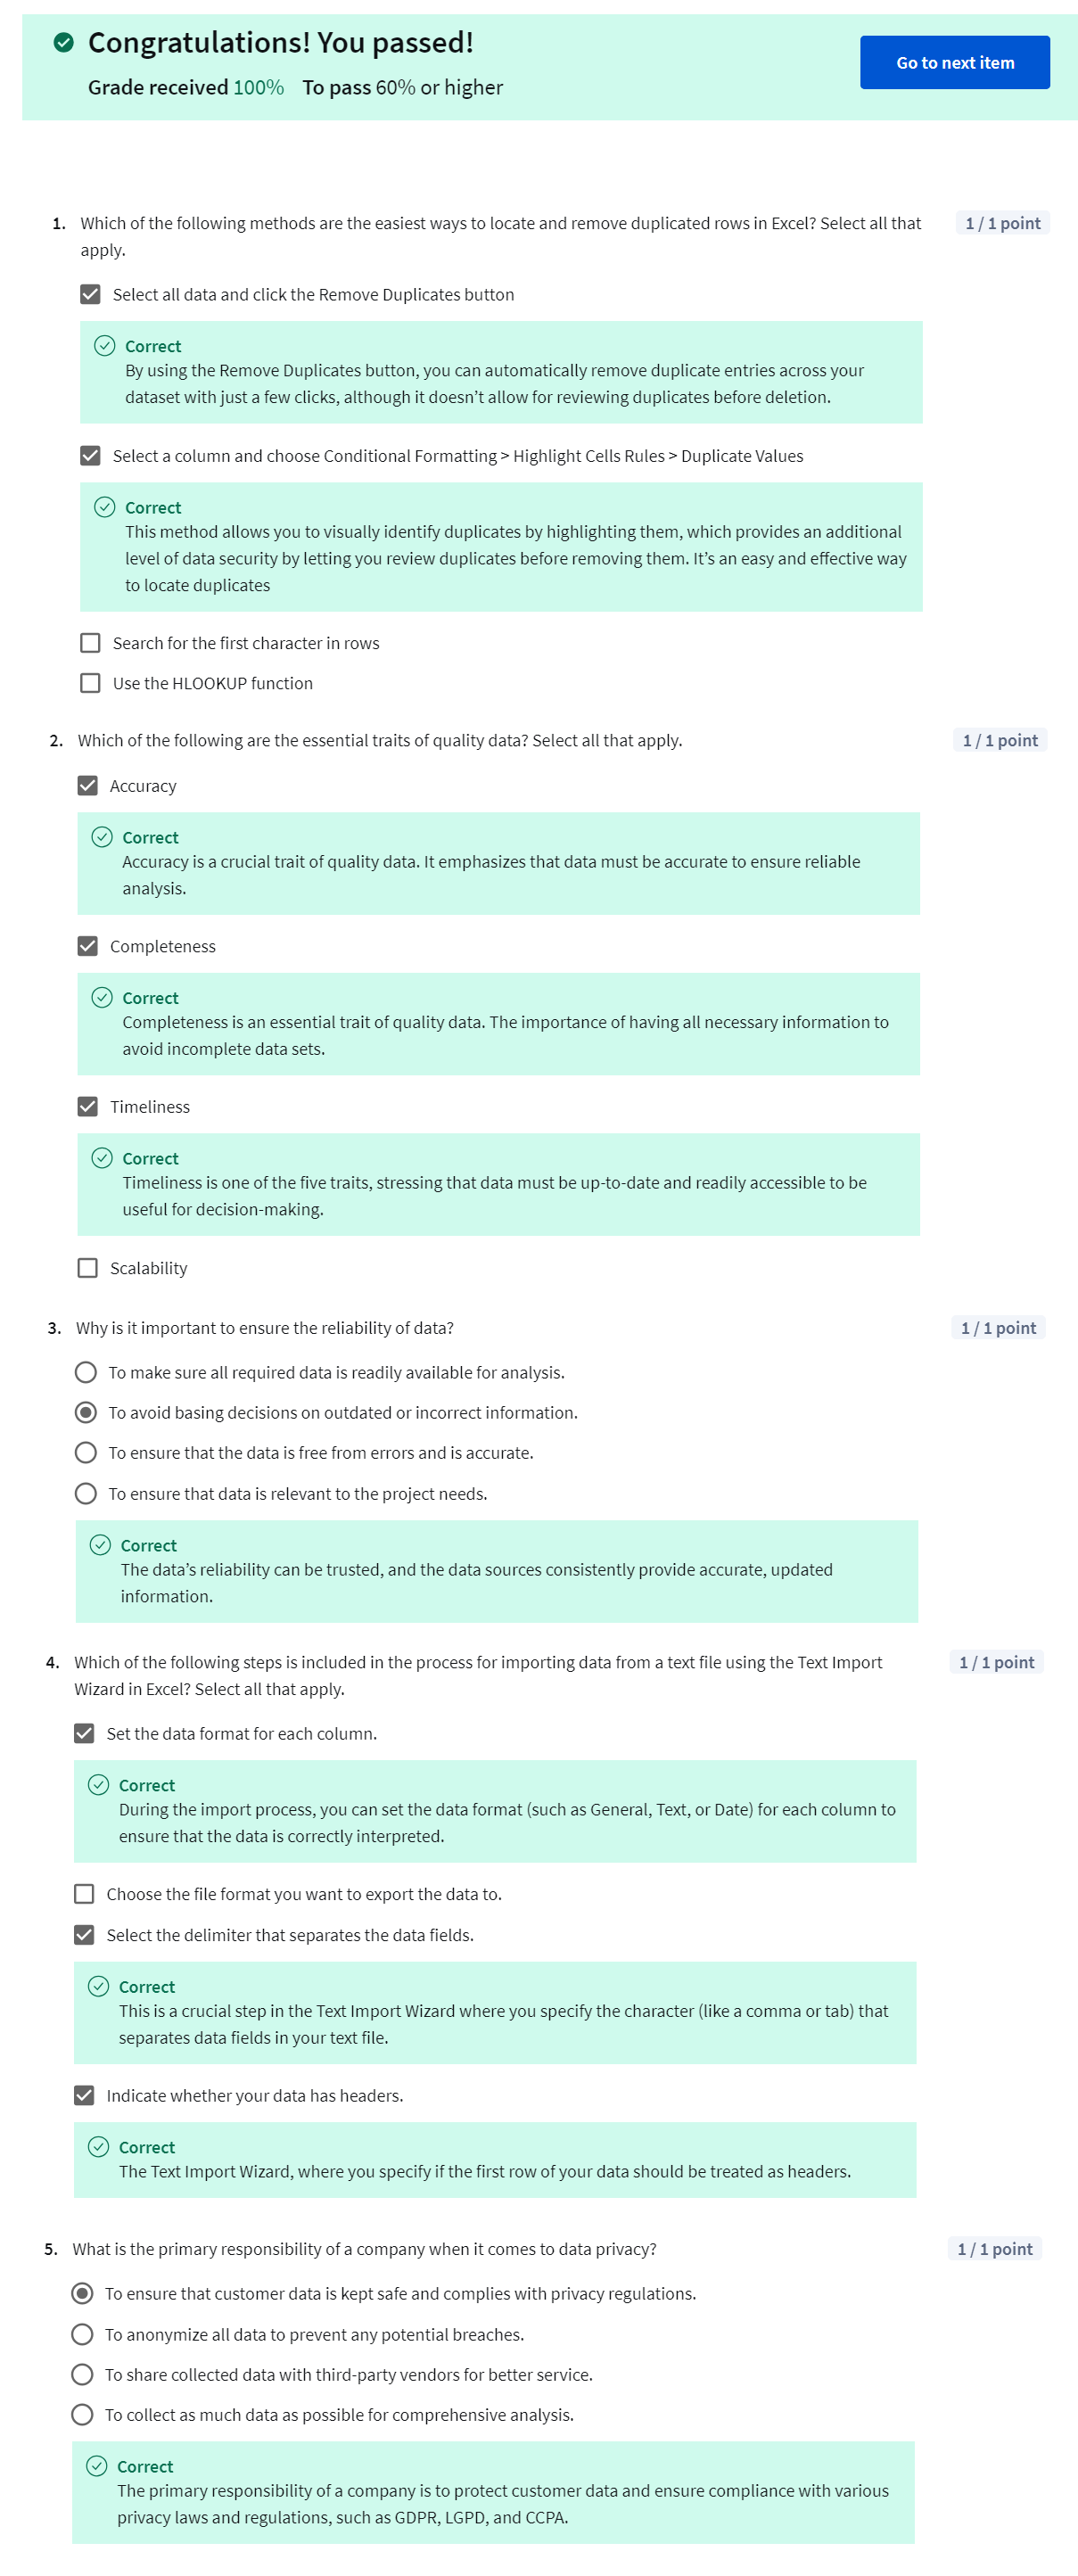 Congratulations! You passed!
Grade received 100% To pass 60% or higher
Go to next item
1. Which of the following methods are the easiest ways to locate and remove duplicated rows in Excel? Select all that
apply.
1 / 1 point
Select all data and click the Remove Duplicates button
Correct
By using the Remove Duplicates button, you can automatically remove duplicate entries across your
dataset with just a few clicks, although it doesn’t allow for reviewing duplicates before deletion.
Select a column and choose Conditional Formatting > Highlight Cells Rules > Duplicate Values
Correct
This method allows you to visually identify duplicates by highlighting them, which provides an additional
level of data security by letting you review duplicates before removing them. It’s an easy and effective way
to locate duplicates
Search for the first character in rows
Use the HLOOKUP function
2. Which of the following are the essential traits of quality data? Select all that apply.
1 / 1 point
Accuracy
Correct
Accuracy is a crucial trait of quality data. It emphasizes that data must be accurate to ensure reliable
analysis.
Completeness
Correct
Completeness is an essential trait of quality data. The importance of having all necessary information to
avoid incomplete data sets.
Timeliness
Correct
Timeliness is one of the five traits, stressing that data must be up-to-date and readily accessible to be
useful for decision-making.
Scalability
3. Why is it important to ensure the reliability of data?
1 / 1 point
To make sure all required data is readily available for analysis.
To avoid basing decisions on outdated or incorrect information.
To ensure that the data is free from errors and is accurate.
To ensure that data is relevant to the project needs.
Correct
The data’s reliability can be trusted, and the data sources consistently provide accurate, updated
information.
4. Which of the following steps is included in the process for importing data from a text file using the Text Import
Wizard in Excel? Select all that apply.
1 / 1 point
Set the data format for each column.
Correct
During the import process, you can set the data format (such as General, Text, or Date) for each column to
ensure that the data is correctly interpreted.
Choose the file format you want to export the data to.
Select the delimiter that separates the data fields.
Correct
This is a crucial step in the Text Import Wizard where you specify the character (like a comma or tab) that
separates data fields in your text file.
Indicate whether your data has headers.
Correct
The Text Import Wizard, where you specify if the first row of your data should be treated as headers.
5. What is the primary responsibility of a company when it comes to data privacy?
1 / 1 point
To ensure that customer data is kept safe and complies with privacy regulations.
To anonymize all data to prevent any potential breaches.
To share collected data with third-party vendors for better service.
To collect as much data as possible for comprehensive analysis.
Correct
The primary responsibility of a company is to protect customer data and ensure compliance with various
privacy laws and regulations, such as GDPR, LGPD, and CCPA.